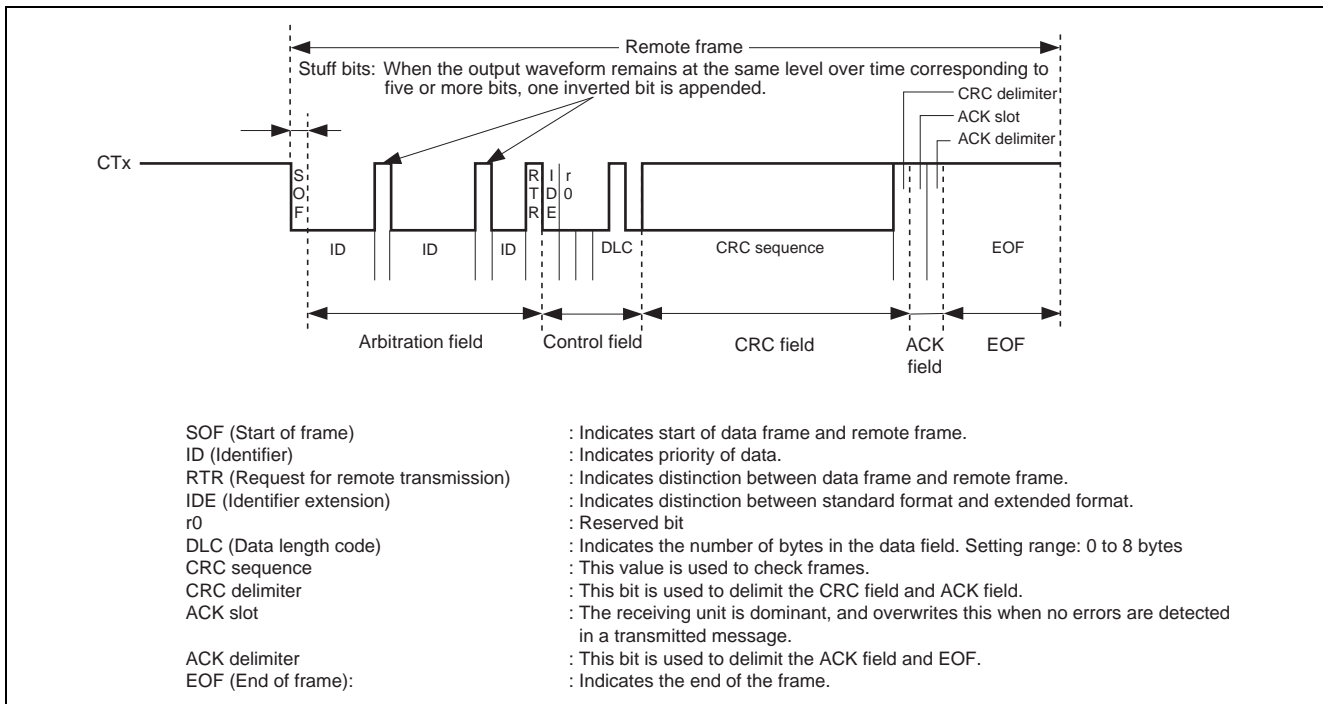 Remote frame
Stuff bits: When the output waveform remains at the same level over time corresponding to
five or more bits, one inverted bit is appended.
CRC delimiter
ACK slot
ACK delimiter
CTx
SOF
RTR
IDE
r0
ID
ID
ID
DLC
CRC sequence
EOF
Arbitration field
Control field
CRC field
ACK
field
EOF
SOF (Start of frame) : Indicates start of data frame and remote frame.
ID (Identifier) : Indicates priority of data.
RTR (Request for remote transmission) : Indicates distinction between data frame and remote frame.
IDE (Identifier extension) : Indicates distinction between standard format and extended format.
r0 : Reserved bit
DLC (Data length code) : Indicates the number of bytes in the data field. Setting range: 0 to 8 bytes
CRC sequence : This value is used to check frames.
CRC delimiter : This bit is used to delimit the CRC field and ACK field.
ACK slot : The receiving unit is dominant, and overwrites this when no errors are detected
in a transmitted message.
ACK delimiter : This bit is used to delimit the ACK field and EOF.
EOF (End of frame): : Indicates the end of the frame.